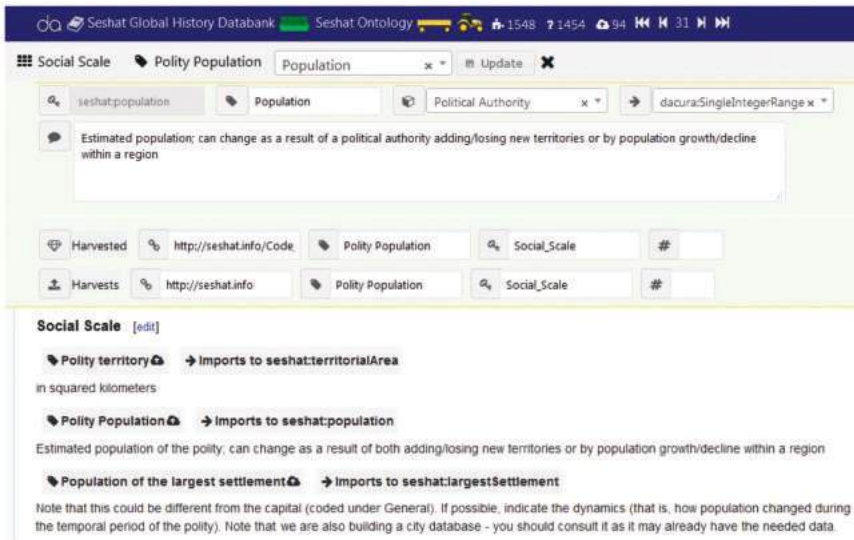 da Seshat Global History Databank Seshat Ontology 1548 ? 1454 94 31
Social Scale Polity Population Population x Update X
seshat:population Population Political Authority x dacura:SingleIntegerRange x
Estimated population; can change as a result of a political authority adding/losing new territories or by population growth/decline
within a region
Harvested http://seshat.info/Code_ Polity Population Social_Scale #
Harvests http://seshat.info Polity Population Social_Scale #
Social Scale [edit]
Polity territory → Imports to seshat:territorialArea
in squared kilometers
Polity Population → Imports to seshat:population
Estimated population of the polity; can change as a result of both adding/losing new territories or by population growth/decline within a region
Population of the largest settlement → Imports to seshat:largestSettlement
Note that this could be different from the capital (coded under General). If possible, indicate the dynamics (that is, how population changed during
the temporal period of the polity). Note that we are also building a city database - you should consult it as it may already have the needed data.